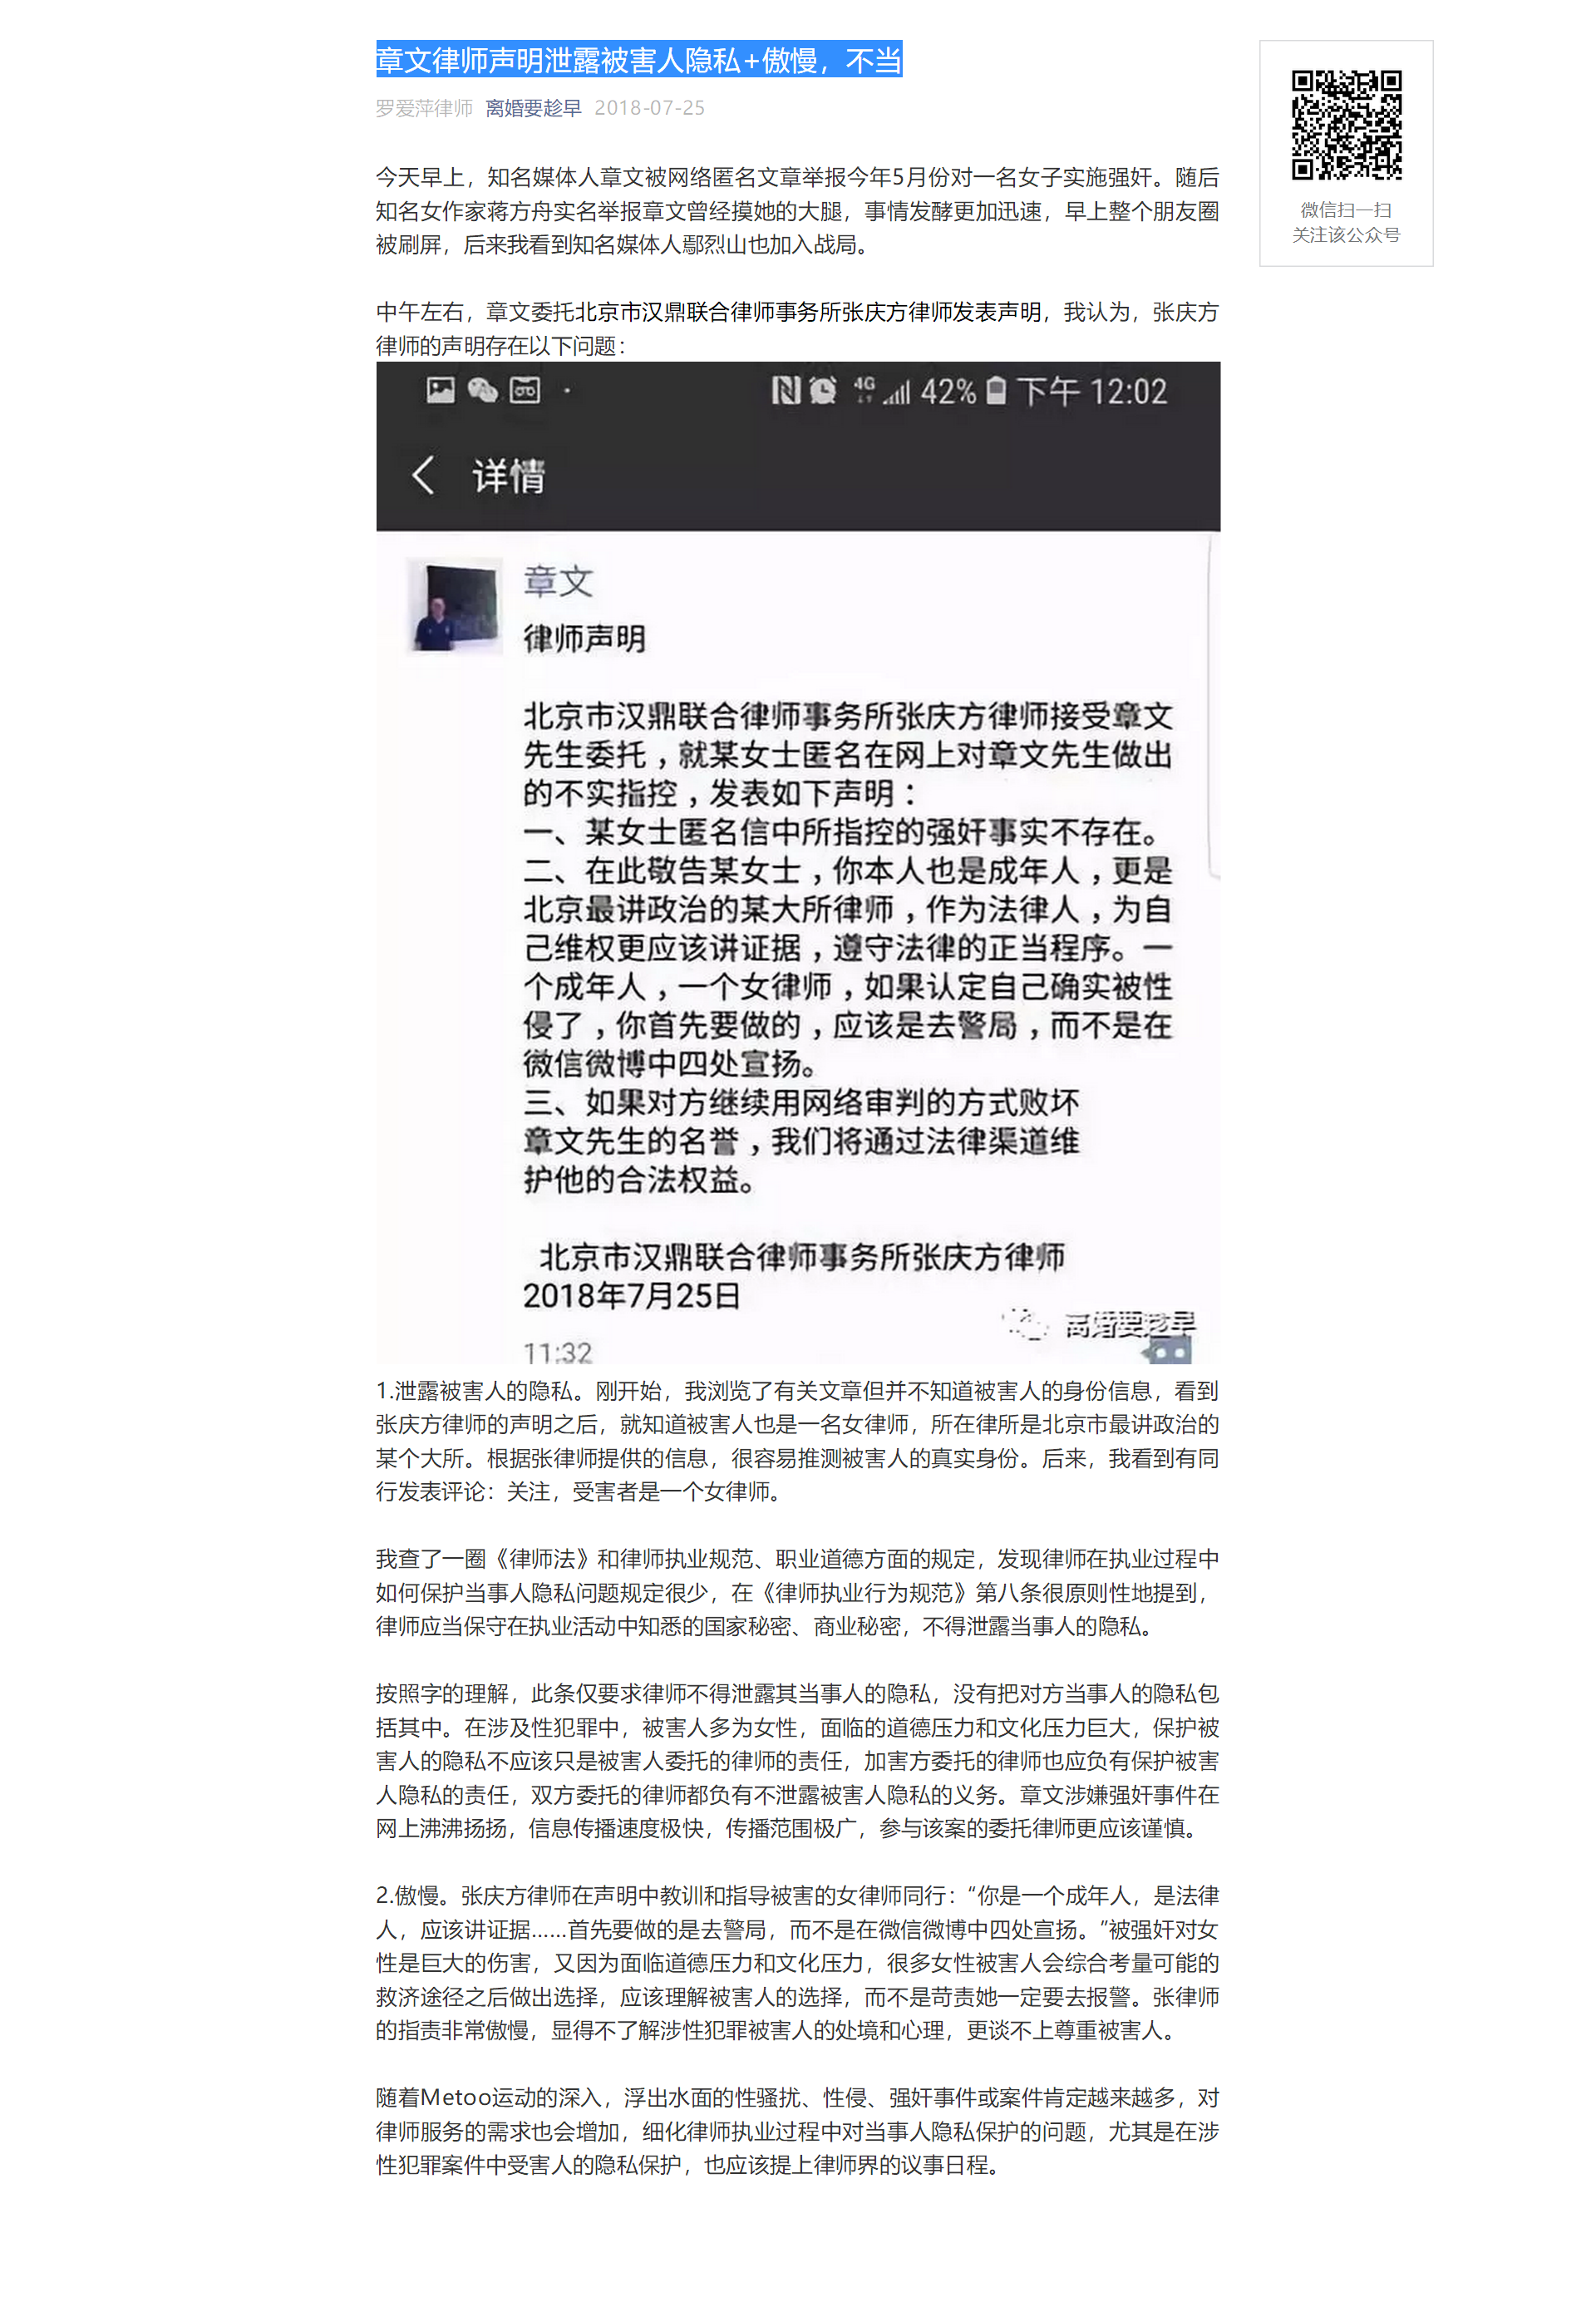 章文律师声明泄露被害人隐私+傲慢，不当
罗爱萍律师 离婚要趁早 2018-07-25
微信扫一扫
关注该公众号
今天早上，知名媒体人章文被网络匿名文章举报今年5月份对一名女子实施强奸。随后
知名女作家蒋方舟实名举报章文曾经摸她的大腿，事情发酵更加迅速，早上整个朋友圈
被刷屏，后来我看到知名媒体人鄢烈山也加入战局。
中午左右，章文委托北京市汉鼎联合律师事务所张庆方律师发表声明，我认为，张庆方
律师的声明存在以下问题：
4G 42% 下午 12:02
详情
章文
律师声明
北京市汉鼎联合律师事务所张庆方律师接受章文
先生委托，就某女士匿名在网上对章文先生做出
的不实指控，发表如下声明：
一、某女士匿名信中所指控的强奸事实不存在。
二、在此敬告某女士，你本人也是成年人，更是
北京最讲政治的某大所律师，作为法律人，为自
己维权更应该讲证据，遵守法律的正当程序。一
个成年人，一个女律师，如果认定自己确实被性
侵了，你首先要做的，应该是去警局，而不是在
微信微博中四处宣扬。
三、如果对方继续用网络审判的方式败坏
章文先生的名誉，我们将通过法律渠道维
护他的合法权益。
北京市汉鼎联合律师事务所张庆方律师
2018年7月25日
离婚要趁早
11:32
1.泄露被害人的隐私。刚开始，我浏览了有关文章但并不知道被害人的身份信息，看到
张庆方律师的声明之后，就知道被害人也是一名女律师，所在律所是北京市最讲政治的
某个大所。根据张律师提供的信息，很容易推测被害人的真实身份。后来，我看到有同
行发表评论：关注，受害者是一个女律师。
我查了一圈《律师法》和律师执业规范、职业道德方面的规定，发现律师在执业过程中
如何保护当事人隐私问题规定很少，在《律师执业行为规范》第八条很原则性地提到，
律师应当保守在执业活动中知悉的国家秘密、商业秘密，不得泄露当事人的隐私。
按照字的理解，此条仅要求律师不得泄露其当事人的隐私，没有把对方当事人的隐私包
括其中。在涉及性犯罪中，被害人多为女性，面临的道德压力和文化压力巨大，保护被
害人的隐私不应该只是被害人委托的律师的责任，加害方委托的律师也应负有保护被害
人隐私的责任，双方委托的律师都负有不泄露被害人隐私的义务。章文涉嫌强奸事件在
网上沸沸扬扬，信息传播速度极快，传播范围极广，参与该案的委托律师更应该谨慎。
2.傲慢。张庆方律师在声明中教训和指导被害的女律师同行：“你是一个成年人，是法律
人，应该讲证据……首先要做的是去警局，而不是在微信微博中四处宣扬。”被强奸对女
性是巨大的伤害，又因为面临道德压力和文化压力，很多女性被害人会综合考量可能的
救济途径之后做出选择，应该理解被害人的选择，而不是苛责她一定要去报警。张律师
的指责非常傲慢，显得不了解涉性犯罪被害人的处境和心理，更谈不上尊重被害人。
随着Metoo运动的深入，浮出水面的性骚扰、性侵、强奸事件或案件肯定越来越多，对
律师服务的需求也会增加，细化律师执业过程中对当事人隐私保护的问题，尤其是在涉
性犯罪案件中受害人的隐私保护，也应该提上律师界的议事日程。